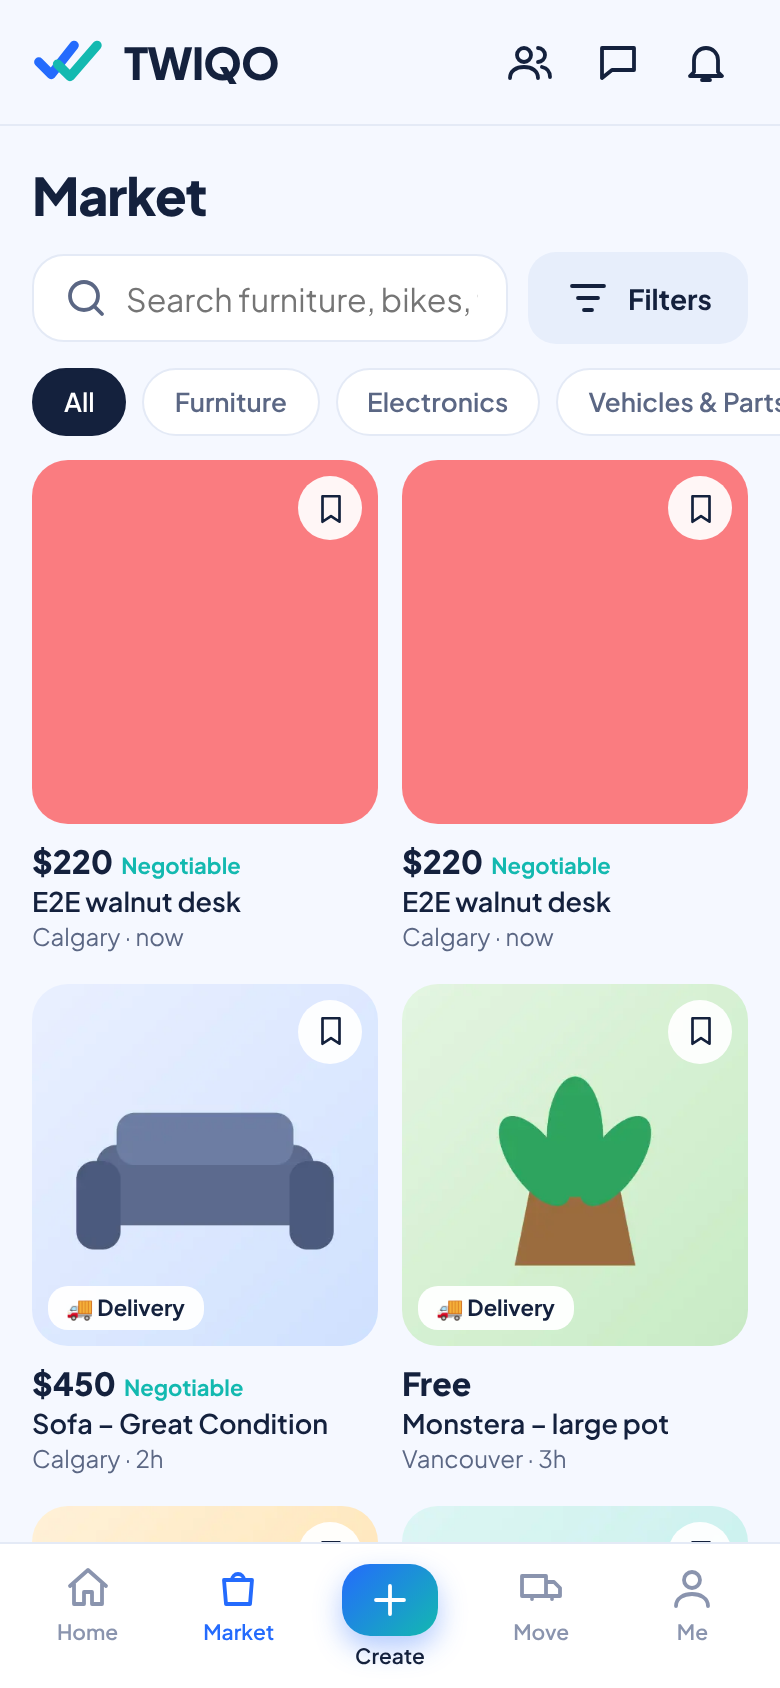 TWIQO
Market
Search furniture, bikes,
Filters
All
Furniture
Electronics
Vehicles & Parts
$220 Negotiable
E2E walnut desk
Calgary · now
$220 Negotiable
E2E walnut desk
Calgary · now
Delivery
$450 Negotiable
Sofa – Great Condition
Calgary · 2h
Delivery
Free
Monstera – large pot
Vancouver · 3h
Home
Market
Create
Move
Me